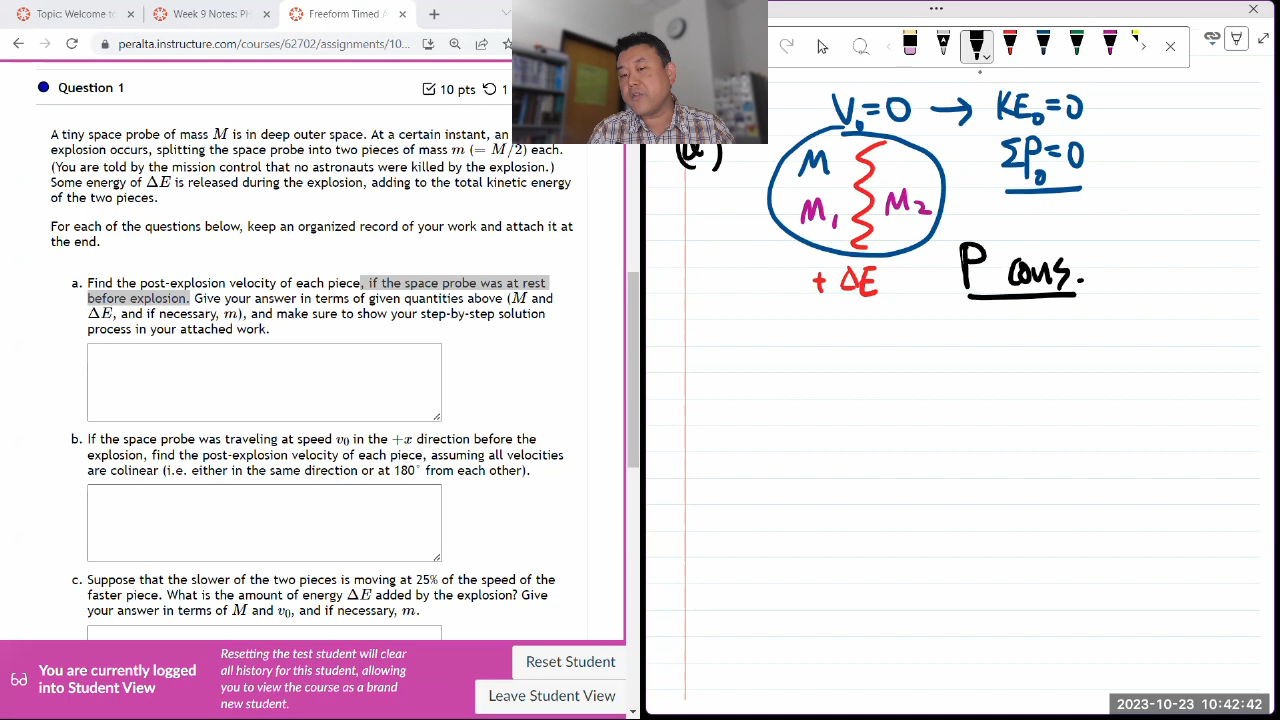 Topic: Welcome to
Week 9 Notes: PH
Freeform Timed A
peralta.instructure.com/courses/62702/assignments/10...
Question 1
10 pts
1
A tiny space probe of mass M is in deep outer space. At a certain instant, an
explosion occurs, splitting the space probe into two pieces of mass m (= M/2) each.
(You are told by the mission control that no astronauts were killed by the explosion.)
Some energy of ΔE is released during the explosion, adding to the total kinetic energy
of the two pieces.
For each of the questions below, keep an organized record of your work and attach it at
the end.
a. Find the post-explosion velocity of each piece, if the space probe was at rest
before explosion. Give your answer in terms of given quantities above (M and
ΔE, and if necessary, m), and make sure to show your step-by-step solution
process in your attached work.
b. If the space probe was traveling at speed v₀ in the +x direction before the
explosion, find the post-explosion velocity of each piece, assuming all velocities
are colinear (i.e. either in the same direction or at 180° from each other).
c. Suppose that the slower of the two pieces is moving at 25% of the speed of the
faster piece. What is the amount of energy ΔE added by the explosion? Give
your answer in terms of M and v₀, and if necessary, m.
You are currently logged
into Student View
Resetting the test student will clear
all history for this student, allowing
you to view the course as a brand
new student.
Reset Student
Leave Student View
V₀=0 → KE₀=0
ΣP₀=0
M
M₁ M₂
+ ΔE
P cons.
2023-10-23 10:42:42